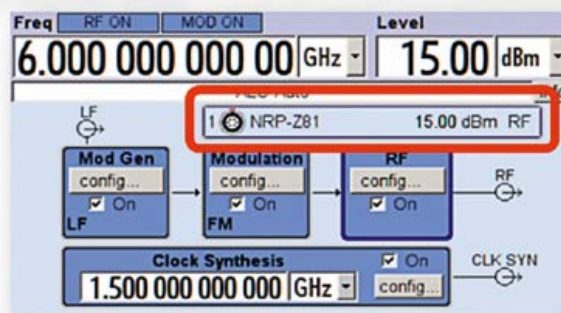 Freq RF ON MOD ON Level
6.000 000 000 00 GHz 15.00 dBm
1 NRP-Z81 15.00 dBm RF
LF
Mod Gen Modulation RF
config... config... config... RF
On On On
LF FM
Clock Synthesis On CLK SYN
1.500 000 000 000 GHz config...